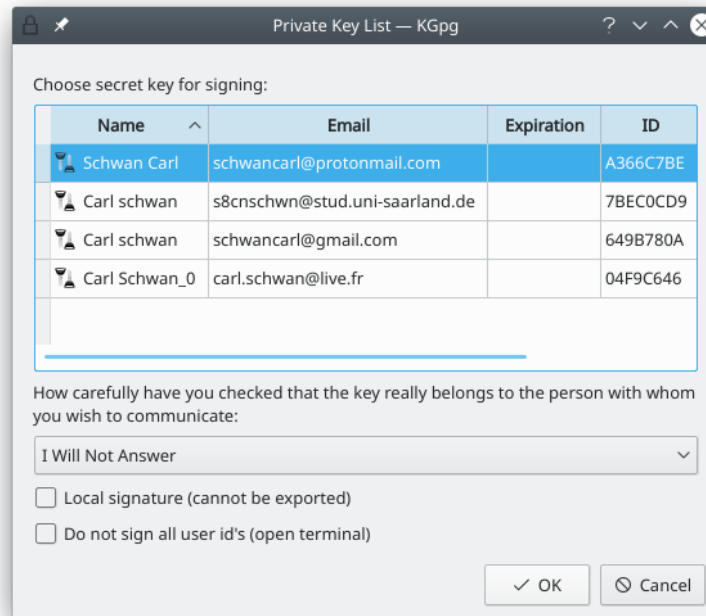 Private Key List — KGpg
Choose secret key for signing:
Name Email Expiration ID
Schwan Carl schwancarl@protonmail.com A366C7BE
Carl schwan s8cnschwn@stud.uni-saarland.de 7BEC0CD9
Carl schwan schwancarl@gmail.com 649B780A
Carl Schwan_0 carl.schwan@live.fr 04F9C646
How carefully have you checked that the key really belongs to the person with whom
you wish to communicate:
I Will Not Answer
Local signature (cannot be exported)
Do not sign all user id's (open terminal)
OK Cancel